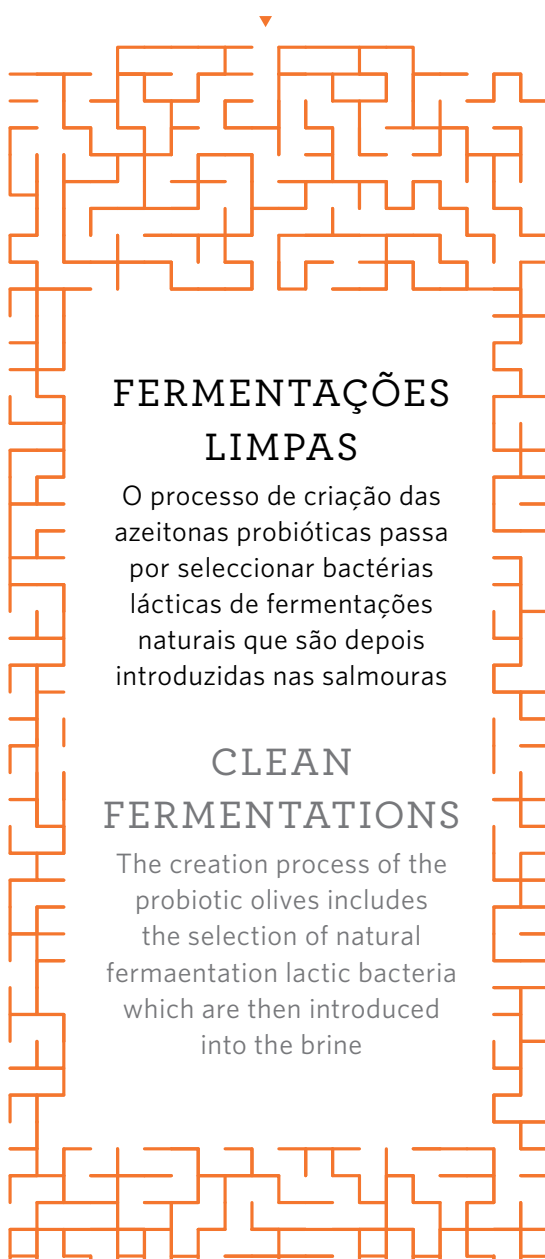 FERMENTAÇÕES
LIMPAS
O processo de criação das
azeitonas probióticas passa
por seleccionar bactérias
lácticas de fermentações
naturais que são depois
introduzidas nas salmouras
CLEAN
FERMENTATIONS
The creation process of the
probiotic olives includes
the selection of natural
fermaentation lactic bacteria
which are then introduced
into the brine